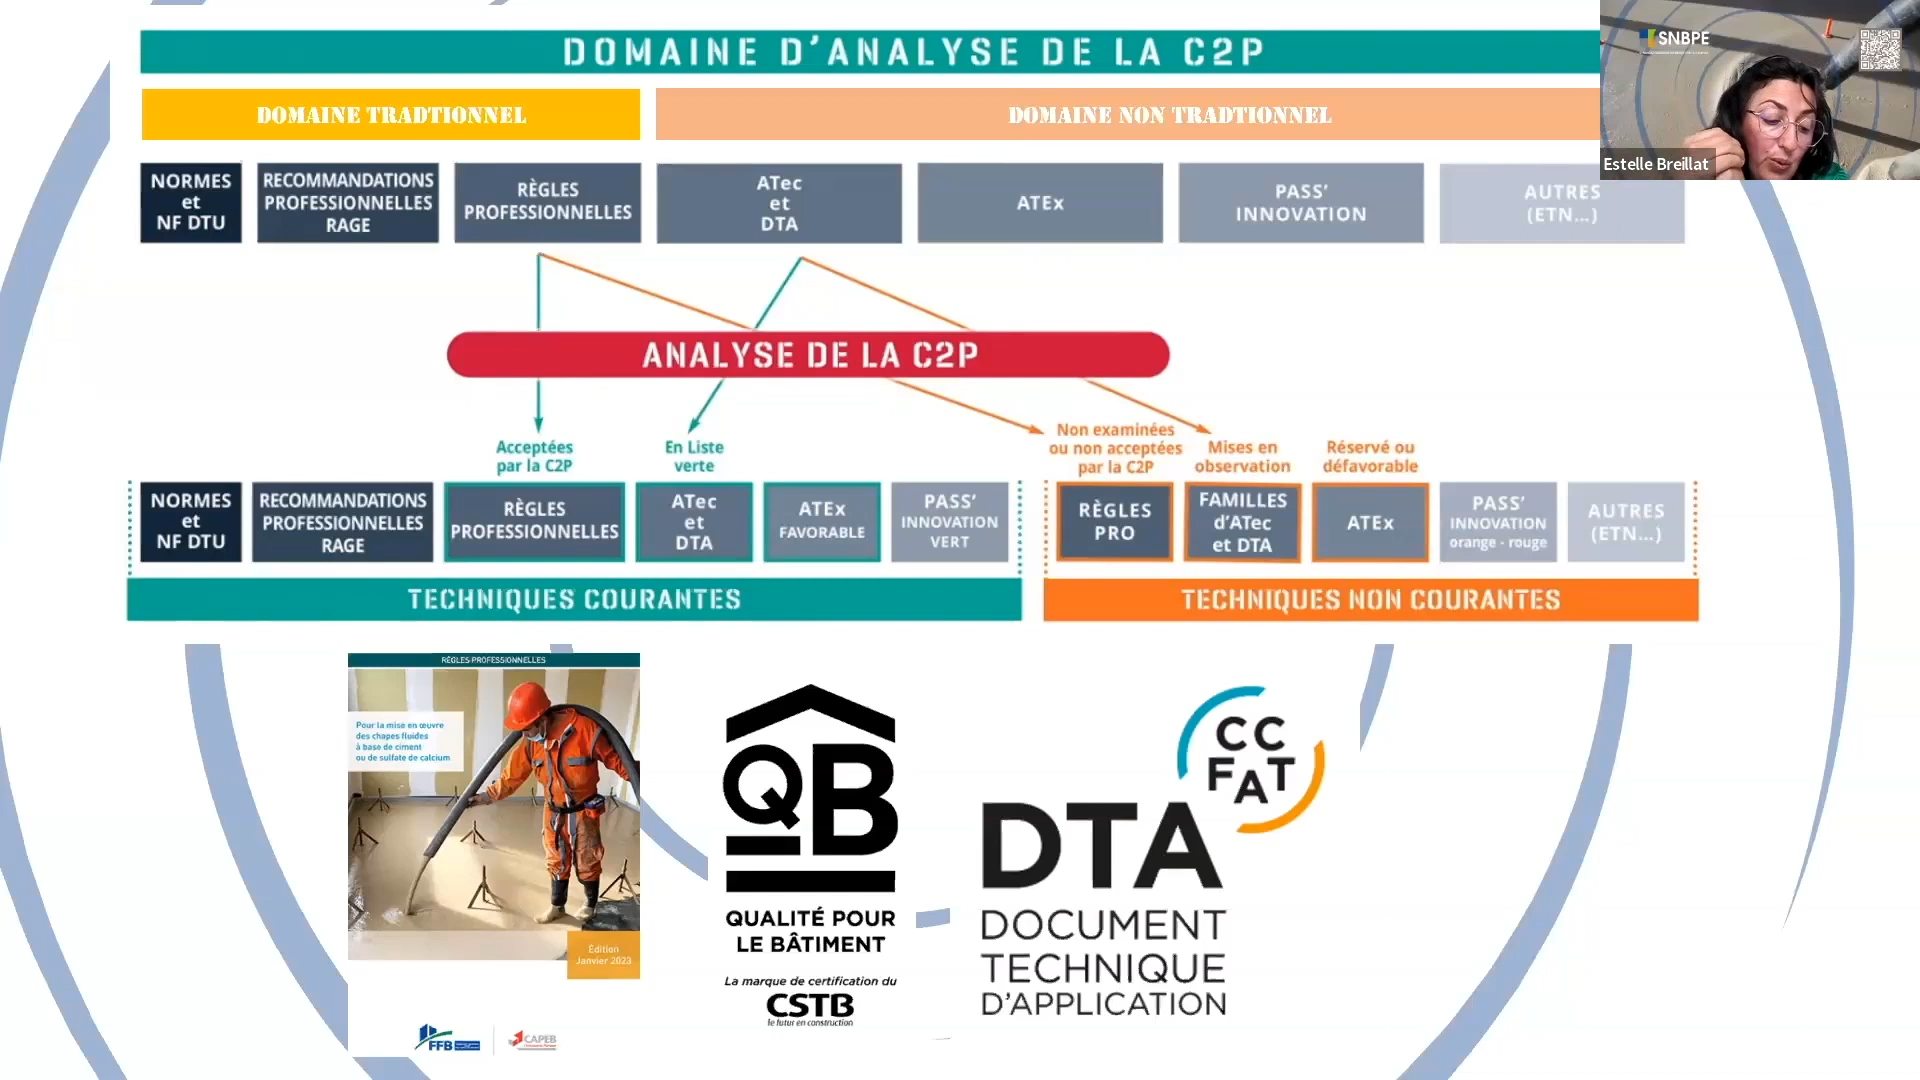 DOMAINE D'ANALYSE DE LA C2P
SNBPE
Estelle Breillat
DOMAINE TRADTIONNEL
DOMAINE NON TRADTIONNEL
NORMES
et
NF DTU
RECOMMANDATIONS
PROFESSIONNELLES
RAGE
RÈGLES
PROFESSIONNELLES
ATec
et
DTA
ATEx
PASS'
INNOVATION
AUTRES
(ETN...)
ANALYSE DE LA C2P
Acceptées
par la C2P
En Liste
verte
Non examinées
ou non acceptées
par la C2P
Mises en
observation
Réservé ou
défavorable
NORMES
et
NF DTU
RECOMMANDATIONS
PROFESSIONNELLES
RAGE
RÈGLES
PROFESSIONNELLES
ATec
et
DTA
ATEx
FAVORABLE
PASS'
INNOVATION
VERT
RÈGLES
PRO
FAMILLES
d'ATec
et DTA
ATEx
PASS'
INNOVATION
orange - rouge
AUTRES
(ETN...)
TECHNIQUES COURANTES
TECHNIQUES NON COURANTES
RÈGLES PROFESSIONNELLES
Pour la mise en œuvre
des chapes fluides
à base de ciment
ou de sulfate de calcium
Édition
Janvier 2023
FFB
CAPEB
QB
QUALITÉ POUR
LE BÂTIMENT
La marque de certification du
CSTB
le futur en construction
CC
FAT
DTA
DOCUMENT
TECHNIQUE
D'APPLICATION